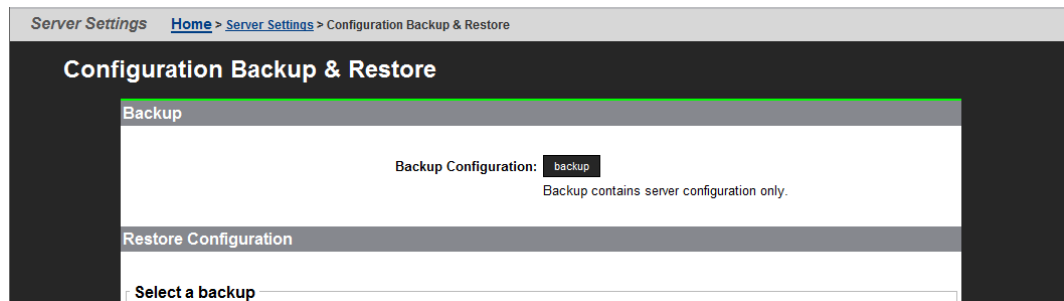 Server Settings Home > Server Settings > Configuration Backup & Restore
Configuration Backup & Restore
Backup
Backup Configuration: backup
Backup contains server configuration only.
Restore Configuration
Select a backup